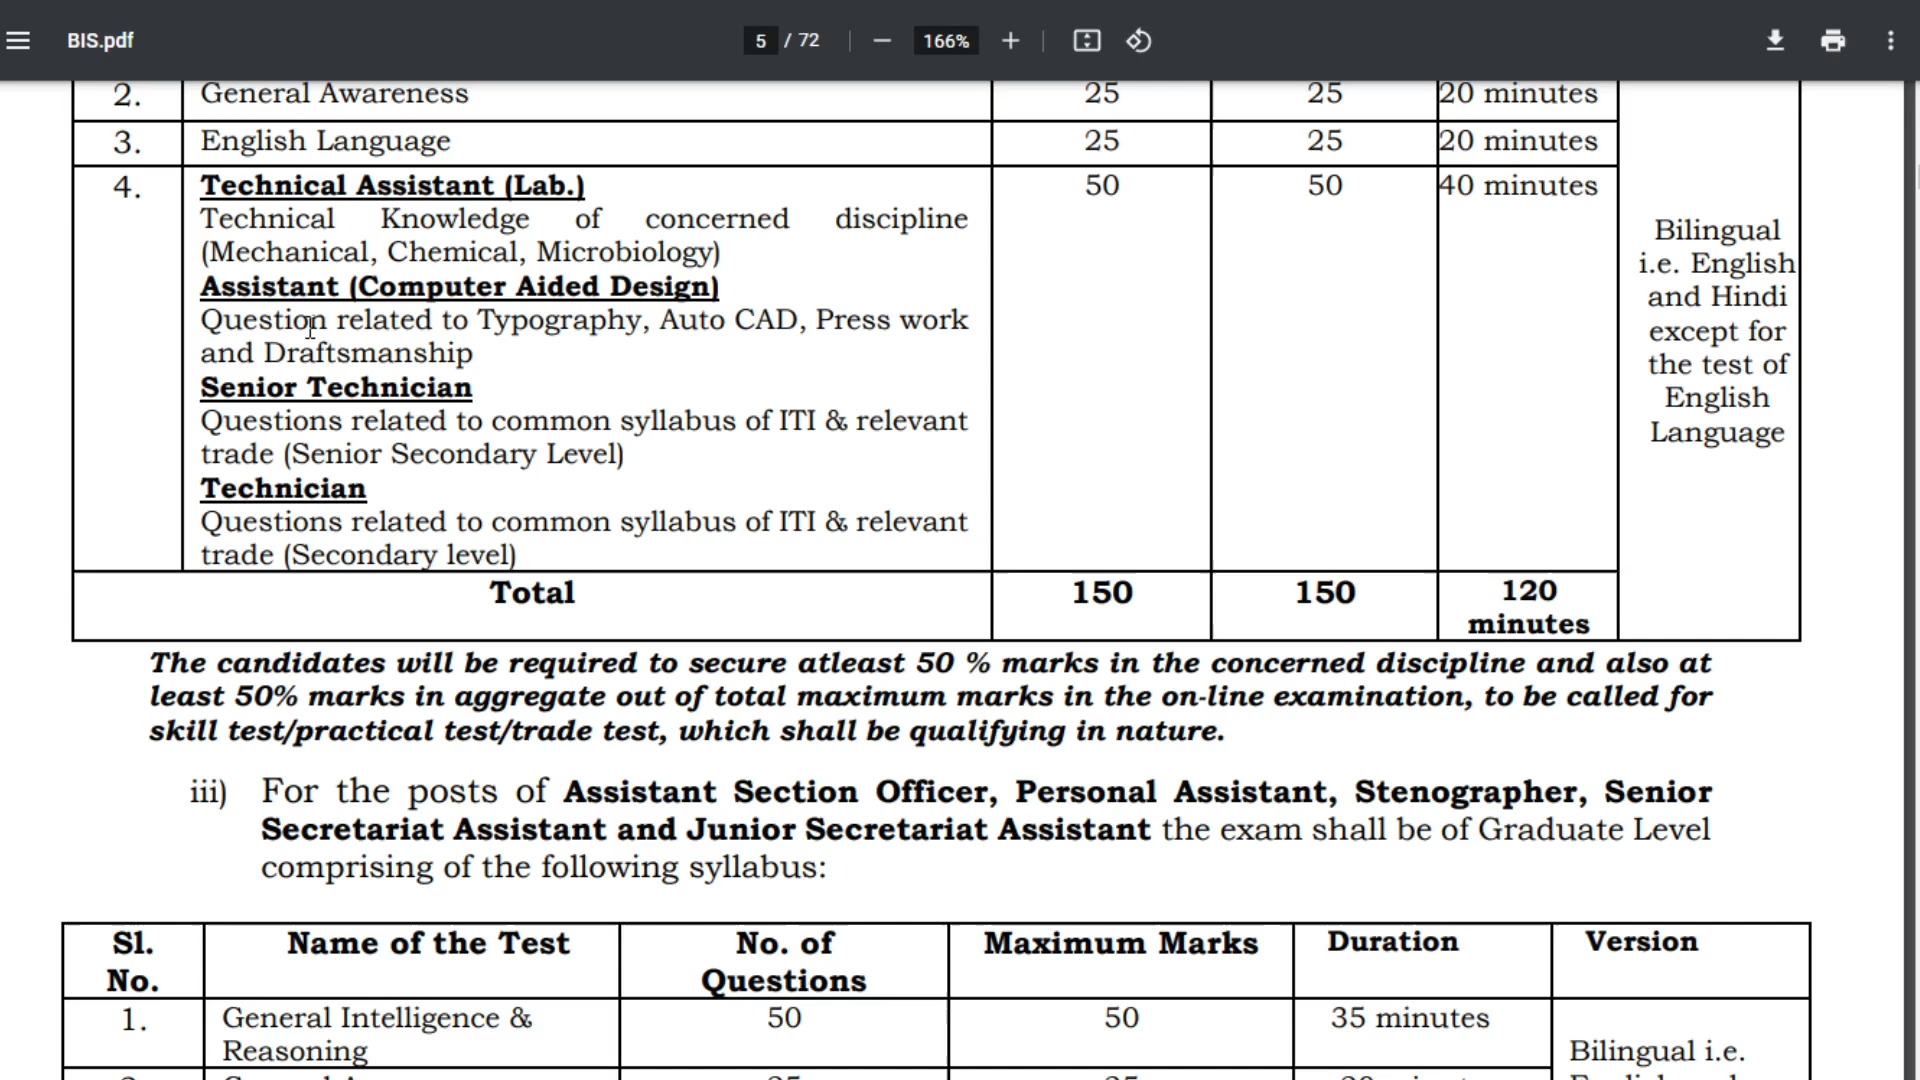 BIS.pdf
5 / 72
166%
2. General Awareness 25 25 20 minutes
3. English Language 25 25 20 minutes
4. Technical Assistant (Lab.) 50 50 40 minutes
Technical Knowledge of concerned discipline
(Mechanical, Chemical, Microbiology)
Assistant (Computer Aided Design)
Question related to Typography, Auto CAD, Press work
and Draftsmanship
Senior Technician
Questions related to common syllabus of ITI & relevant
trade (Senior Secondary Level)
Technician
Questions related to common syllabus of ITI & relevant
trade (Secondary level)
Bilingual
i.e. English
and Hindi
except for
the test of
English
Language
Total 150 150 120
minutes
The candidates will be required to secure atleast 50 % marks in the concerned discipline and also at
least 50% marks in aggregate out of total maximum marks in the on-line examination, to be called for
skill test/practical test/trade test, which shall be qualifying in nature.
iii) For the posts of Assistant Section Officer, Personal Assistant, Stenographer, Senior
Secretariat Assistant and Junior Secretariat Assistant the exam shall be of Graduate Level
comprising of the following syllabus:
Sl. Name of the Test No. of Maximum Marks Duration Version
No. Questions
1. General Intelligence & 50 50 35 minutes
Reasoning
Bilingual i.e.